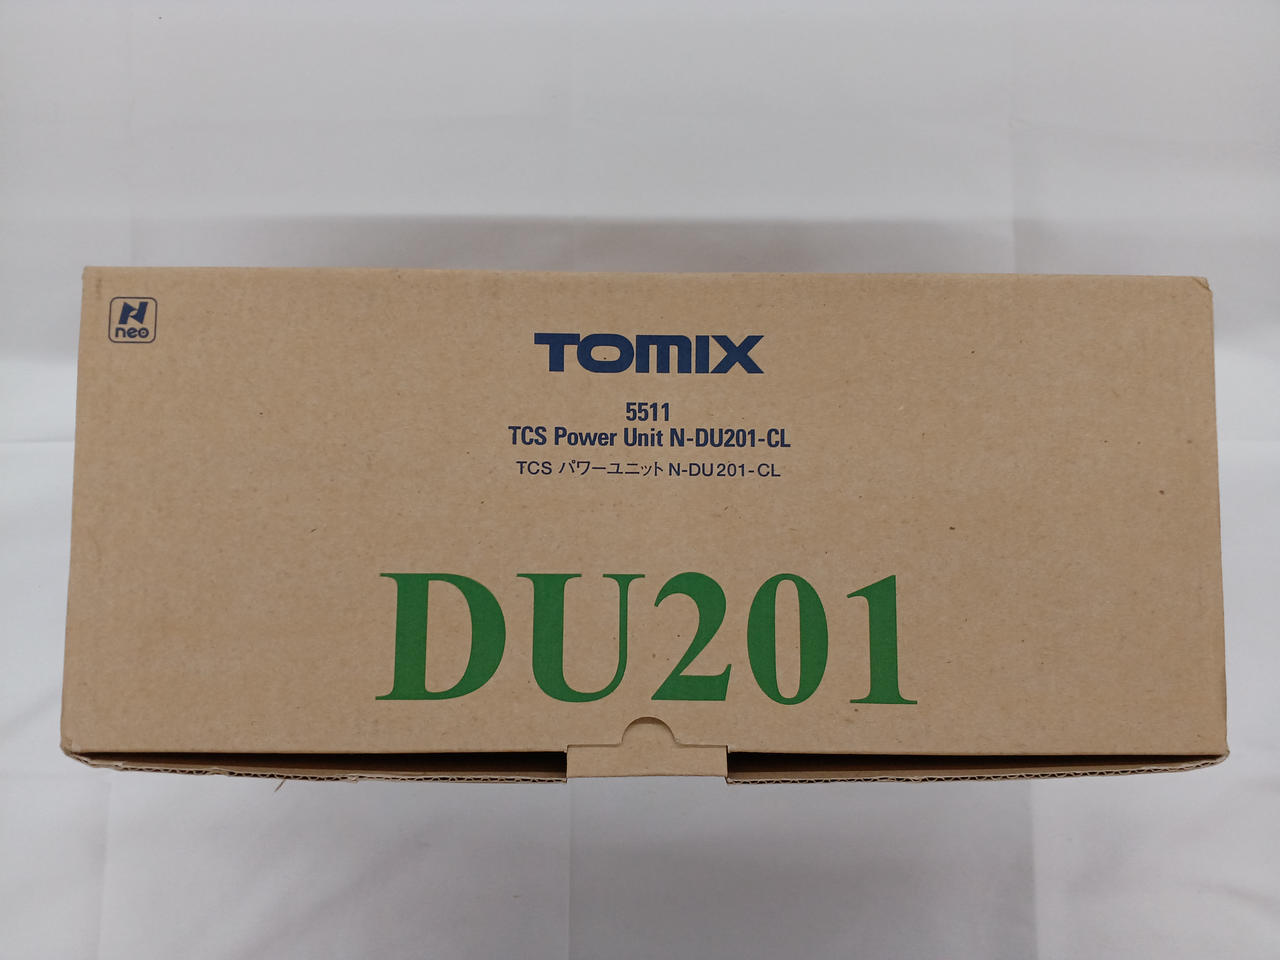 N
neo
TOMIX
5511
TCS Power Unit N-DU201-CL
TCS パワーユニット N-DU201-CL
DU201